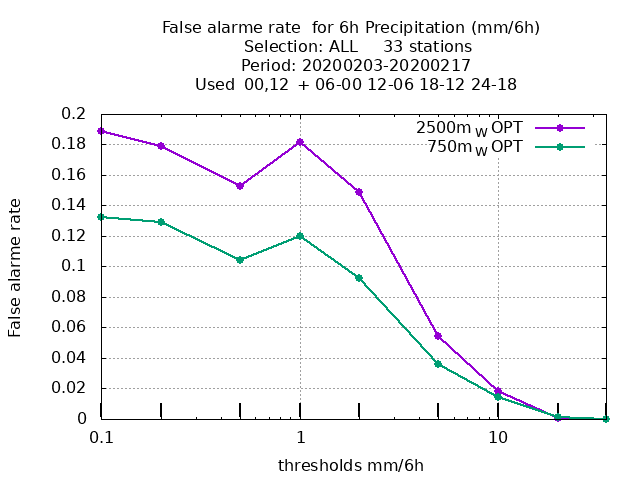 False alarme rate  for 6h Precipitation (mm/6h)
Selection: ALL     33 stations
Period: 20200203-20200217
Used  00,12  + 06-00 12-06 18-12 24-18
2500m W OPT
750m W OPT
0.2
0.18
0.16
0.14
0.12
0.1
0.08
0.06
0.04
0.02
0
False alarme rate
0.1 1 10
thresholds mm/6h